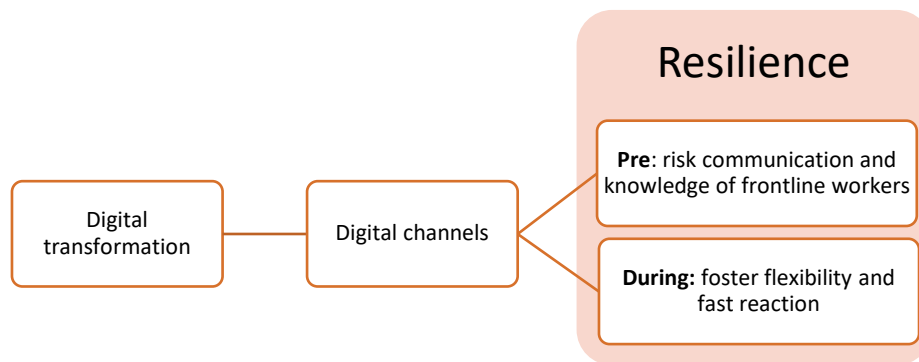 Resilience
Pre: risk communication and
knowledge of frontline workers
Digital
transformation
Digital channels
During: foster flexibility and
fast reaction